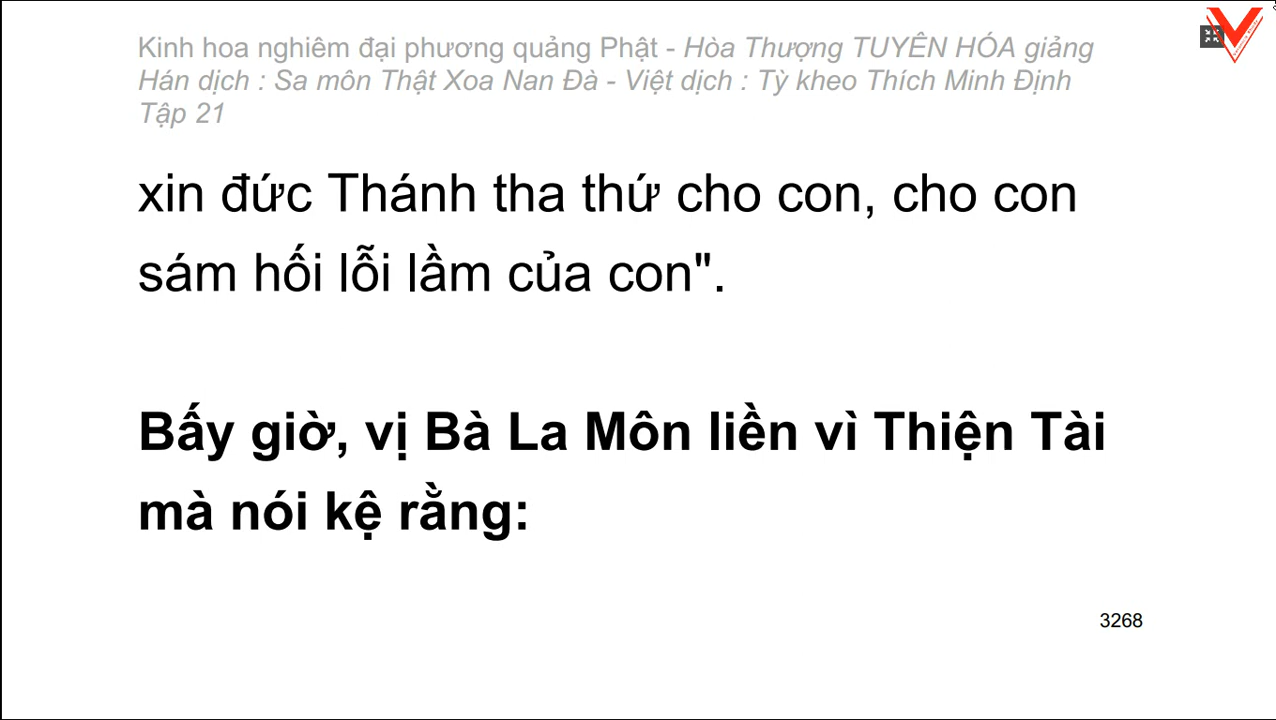 Kinh hoa nghiêm đại phương quảng Phật - Hòa Thượng TUYÊN HÓA giảng
Hán dịch : Sa môn Thật Xoa Nan Đà - Việt dịch : Tỳ kheo Thích Minh Định
Tập 21
xin đức Thánh tha thứ cho con, cho con
sám hối lỗi lầm của con".
Bấy giờ, vị Bà La Môn liền vì Thiện Tài
mà nói kệ rằng:
3268